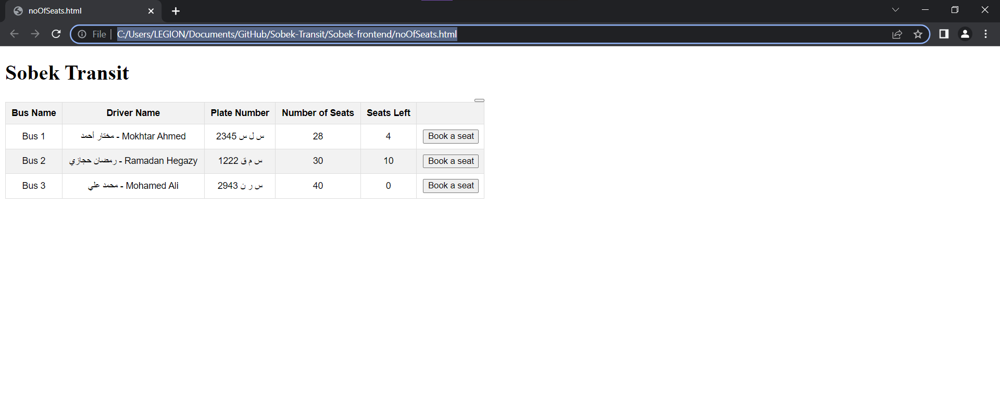 noOfSeats.html
File | C:/Users/LEGION/Documents/GitHub/Sobek-Transit/Sobek-frontend/noOfSeats.html
Sobek Transit
Bus Name Driver Name Plate Number Number of Seats Seats Left
Bus 1 مختار أحمد - Mokhtar Ahmed 2345 س ل س 28 4 Book a seat
Bus 2 رمضان حجازي - Ramadan Hegazy 1222 س م ق 30 10 Book a seat
Bus 3 محمد علي - Mohamed Ali 2943 س ر ن 40 0 Book a seat